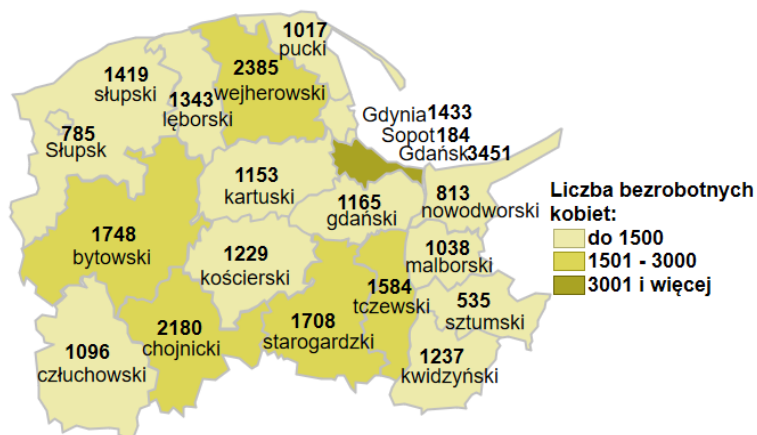 1017
pucki
2385
wejherowski
1419
słupski
1343
lęborski
Gdynia1433
Sopot184
Gdańsk3451
785
Słupsk
1153
kartuski
1165
gdański
813
nowodworski
1748
bytowski
1229
kościerski
1038
malborski
1584
tczewski
535
sztumski
2180
chojnicki
1708
starogardzki
1096
człuchowski
1237
kwidzyński
Liczba bezrobotnych
kobiet:
do 1500
1501 - 3000
3001 i więcej